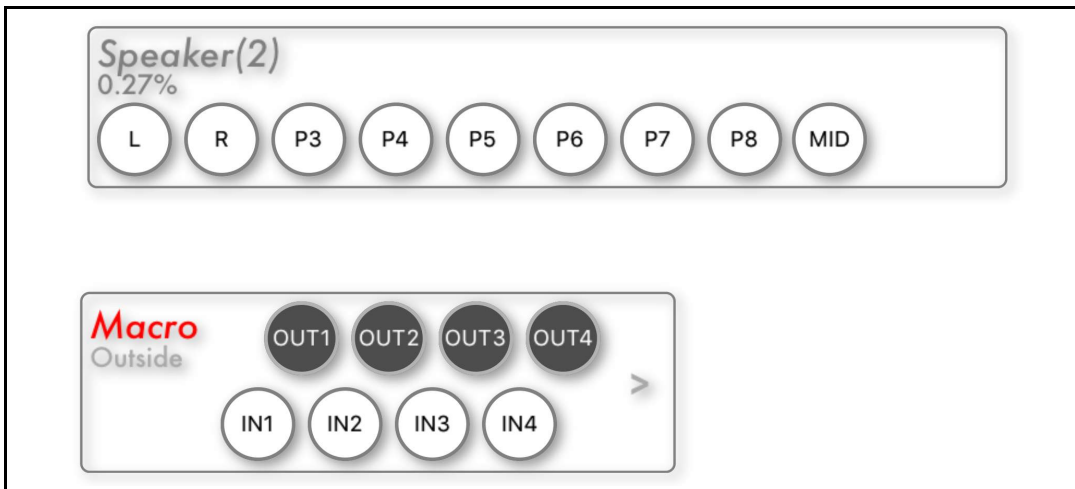 Speaker(2)
0.27%
L R P3 P4 P5 P6 P7 P8 MID
Macro
Outside
OUT1 OUT2 OUT3 OUT4
>
IN1 IN2 IN3 IN4